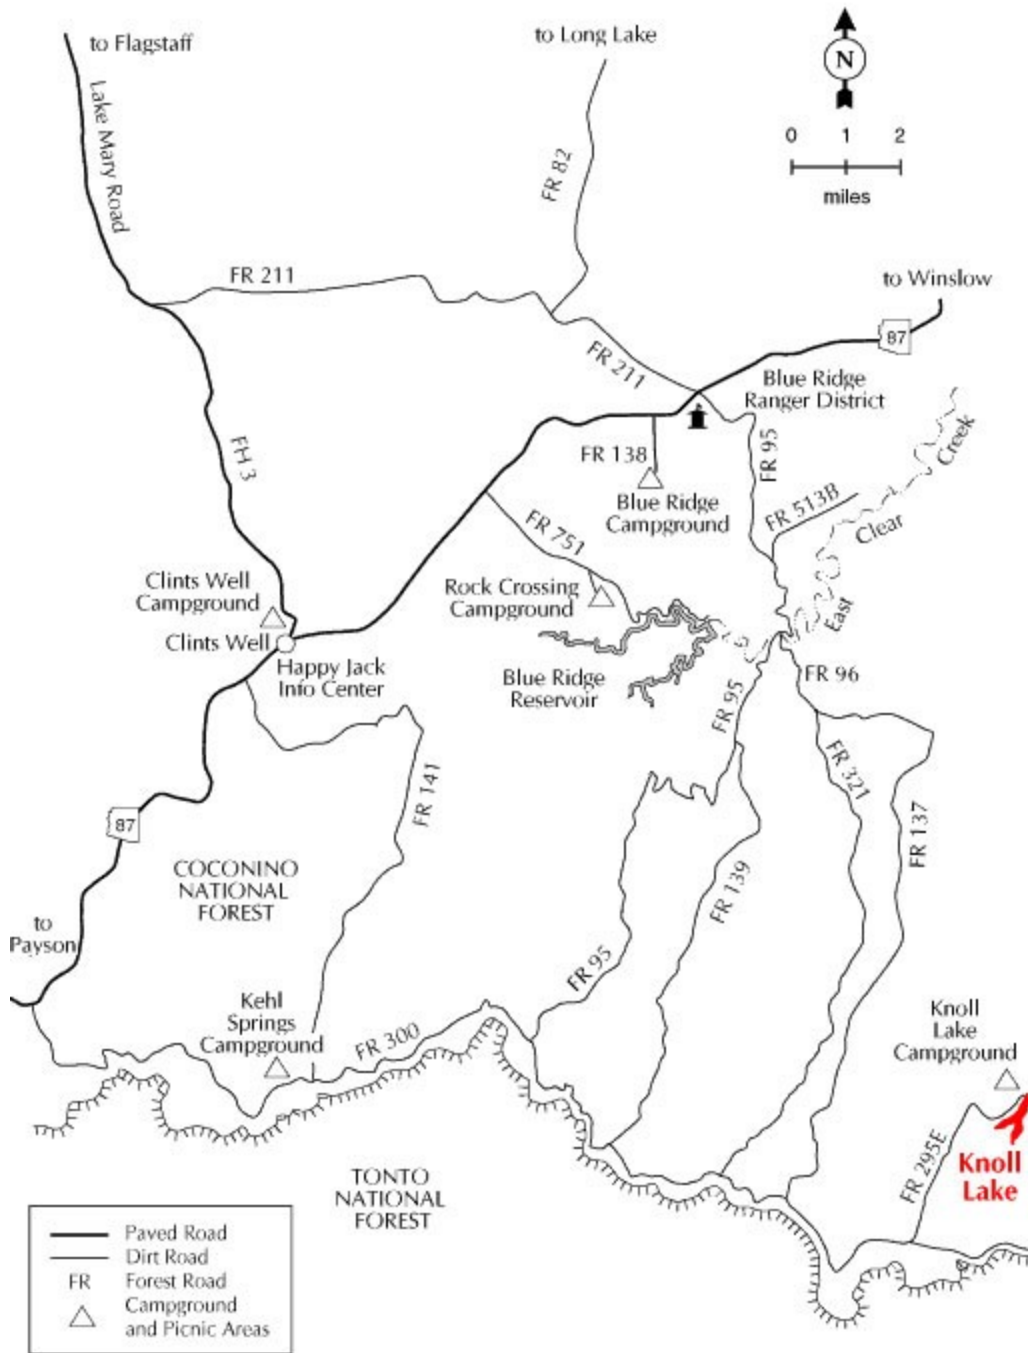 to Flagstaff
to Long Lake
N
0 1 2
miles
Lake Mary Road
FR 82
FR 211
to Winslow
87
FR 211
Blue Ridge
Ranger District
FH 3
FR 138
FR 95
Blue Ridge
Campground
FR 513B
Creek
Clear
East
FR 751
Clints Well
Campground
Rock Crossing
Campground
Clints Well
Happy Jack
Info Center
Blue Ridge
Reservoir
FR 95
FR 96
FR 141
FR 321
FR 137
87
COCONINO
NATIONAL
FOREST
FR 139
to
Payson
FR 95
Kehl
Springs
Campground
FR 300
Knoll
Lake
Campground
FR 295E
Knoll
Lake
TONTO
NATIONAL
FOREST
Paved Road
Dirt Road
FR Forest Road
Campground
and Picnic Areas